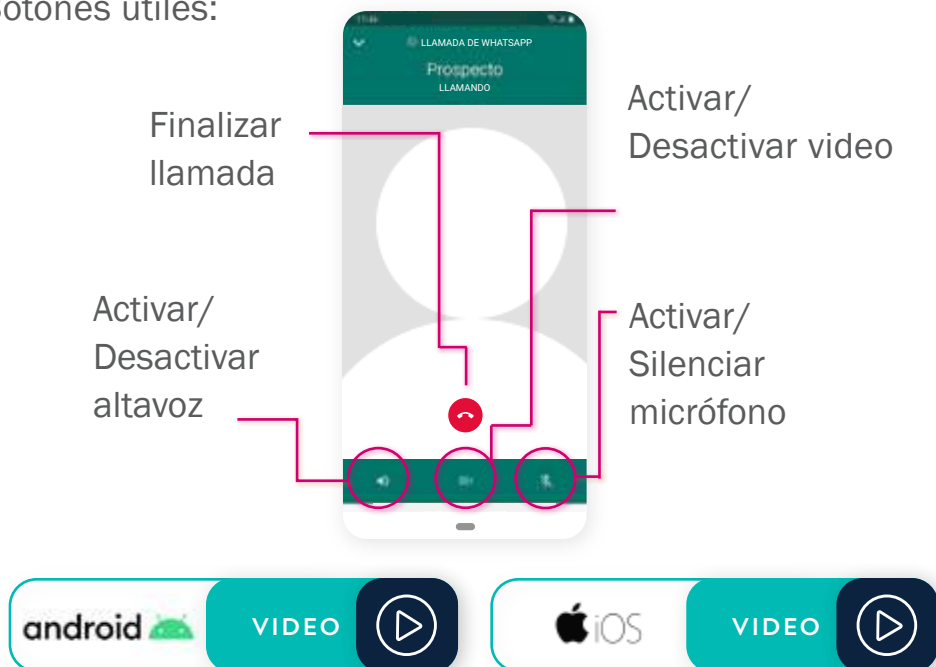 Botones útiles:
LLAMADA DE WHATSAPP
Prospecto
LLAMANDO
Finalizar
llamada
Activar/
Desactivar video
Activar/
Desactivar
altavoz
Activar/
Silenciar
micrófono
android
VIDEO
iOS
VIDEO